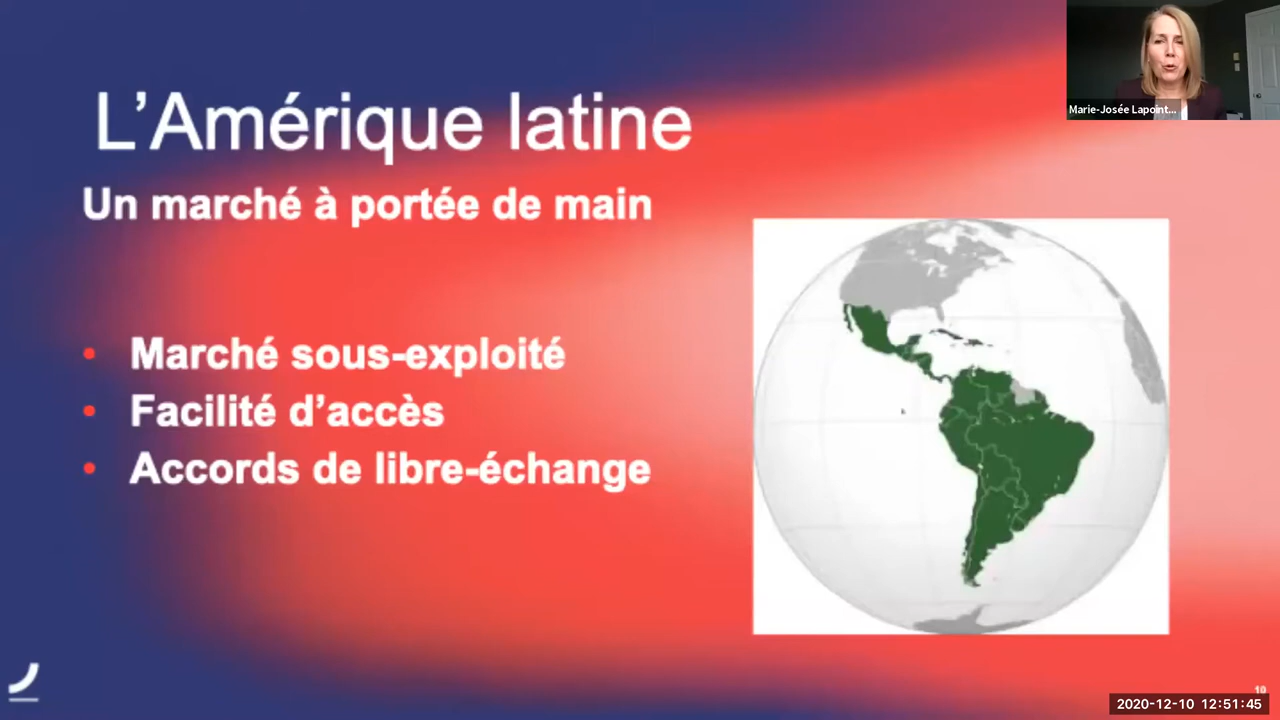 Marie-Josée Lapoint...
L’Amérique latine
Un marché à portée de main
• Marché sous-exploité
• Facilité d’accès
• Accords de libre-échange
19
2020-12-10 12:51:45